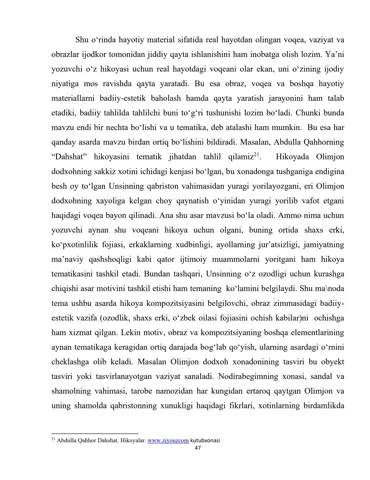 Shu o‘rinda hayotiy material sifatida real hayotdan olingan voqea, vaziyat va
obrazlar ijodkor tomonidan jiddiy qayta ishlanishini ham inobatga olish lozim. Ya’ni
yozuvchi o‘z hikoyasi uchun real hayotdagi voqeani olar ekan, uni o‘zining ijodiy
niyatiga mos ravishda qayta yaratadi. Bu esa obraz, voqea va boshqa hayotiy
materiallarni badiiy-estetik baholash hamda qayta yaratish jarayonini ham talab
etadiki, badiiy tahlilda tahlilchi buni to‘g‘ri tushunishi lozim bo‘ladi. Chunki bunda
mavzu endi bir nechta bo‘lishi va u tematika, deb atalashi ham mumkin. Bu esa har
qanday asarda mavzu birdan ortiq bo‘lishini bildiradi. Masalan, Abdulla Qahhorning
“Dahshat” hikoyasini tematik jihatdan tahlil qilamiz²¹. Hikoyada Olimjon
dodxohning sakkiz xotini ichidagi kenjasi bo‘lgan, bu xonadonga tushganiga endigina
besh oy to‘lgan Unsinning qabriston vahimasidan yuragi yorilayozgani, eri Olimjon
dodxohning xayoliga kelgan choy qaynatish o‘yinidan yuragi yorilib vafot etgani
haqidagi voqea bayon qilinadi. Ana shu asar mavzusi bo‘la oladi. Ammo nima uchun
yozuvchi aynan shu voqeani hikoya uchun olgani, buning ortida shaxs erki,
ko‘pxotinlilik fojiasi, erkaklarning xudbinligi, ayollarning jur’atsizligi, jamiyatning
ma’naviy qashshoqligi kabi qator ijtimoiy muammolarni yoritgani ham hikoya
tematikasini tashkil etadi. Bundan tashqari, Unsinning o‘z ozodligi uchun kurashga
chiqishi asar motivini tashkil etishi ham temaning ko‘lamini belgilaydi. Shu ma\noda
tema ushbu asarda hikoya kompozitsiyasini belgilovchi, obraz zimmasidagi badiiy-
estetik vazifa (ozodlik, shaxs erki, o‘zbek oilasi fojiasini ochish kabilar)ni ochishga
ham xizmat qilgan. Lekin motiv, obraz va kompozitsiyaning boshqa elementlarining
aynan tematikaga keragidan ortiq darajada bog‘lab qo‘yish, ularning asardagi o‘rnini
cheklashga olib keladi. Masalan Olimjon dodxoh xonadonining tasviri bu obyekt
tasviri yoki tasvirlanayotgan vaziyat sanaladi. Nodirabegimning xonasi, sandal va
shamolning vahimasi, tarobe namozidan har kungidan ertaroq qaytgan Olimjon va
uning shamolda qabristonning xunukligi haqidagi fikrlari, xotinlarning birdamlikda
²¹ Abdulla Qahhor Dahshat. Hikoyalar. www.ziyouzcom kutubxonasi
47